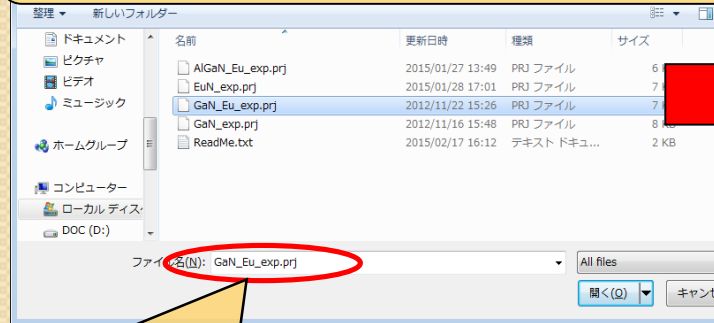 整理 ▼ 新しいフォルダー
ドキュメント
ピクチャ
ビデオ
ミュージック
ホームグループ
コンピューター
ローカル ディス
DOC (D:)
名前 更新日時 種類 サイズ
AlGaN_Eu_exp.prj 2015/01/27 13:49 PRJ ファイル 6
EuN_exp.prj 2015/01/28 17:01 PRJ ファイル 7
GaN_Eu_exp.prj 2012/11/22 15:26 PRJ ファイル 7
GaN_exp.prj 2012/11/16 15:48 PRJ ファイル 8 KB
ReadMe.txt 2015/02/17 16:12 テキスト ドキュ... 2 KB
ファイル名(N): GaN_Eu_exp.prj All files
開く(O) キャンセ